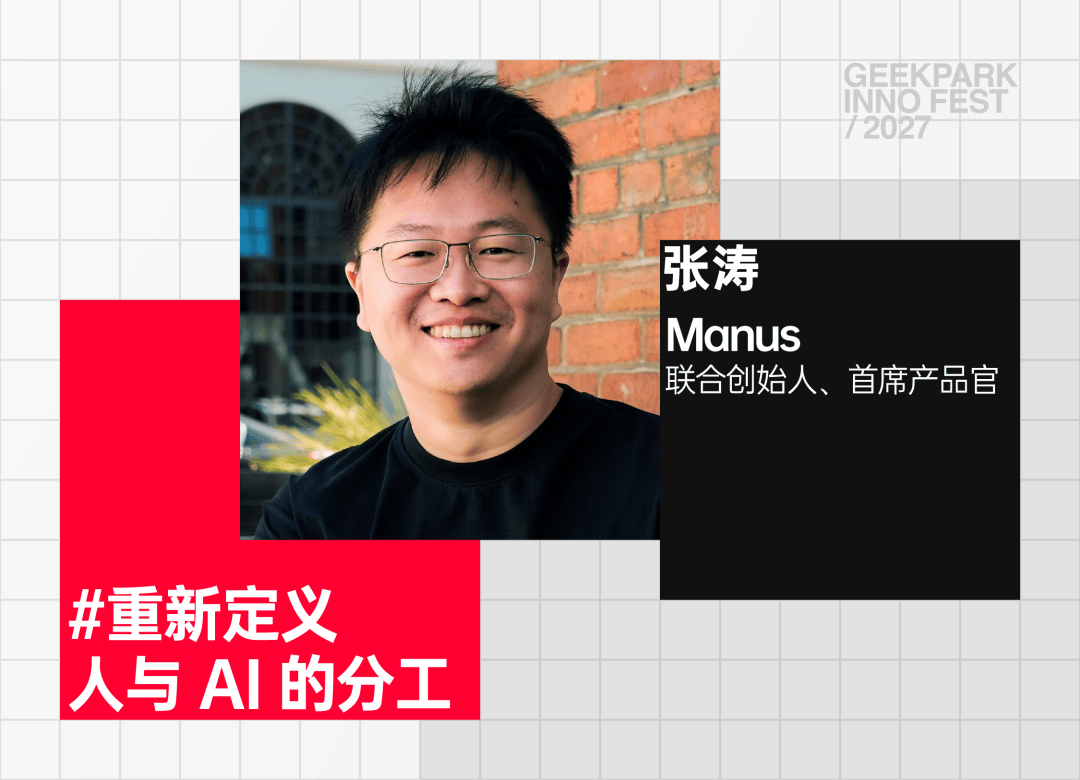 GEEKPARK
INNO FEST
/ 2027
张涛
Manus
联合创始人、首席产品官
#重新定义
人与 AI 的分工